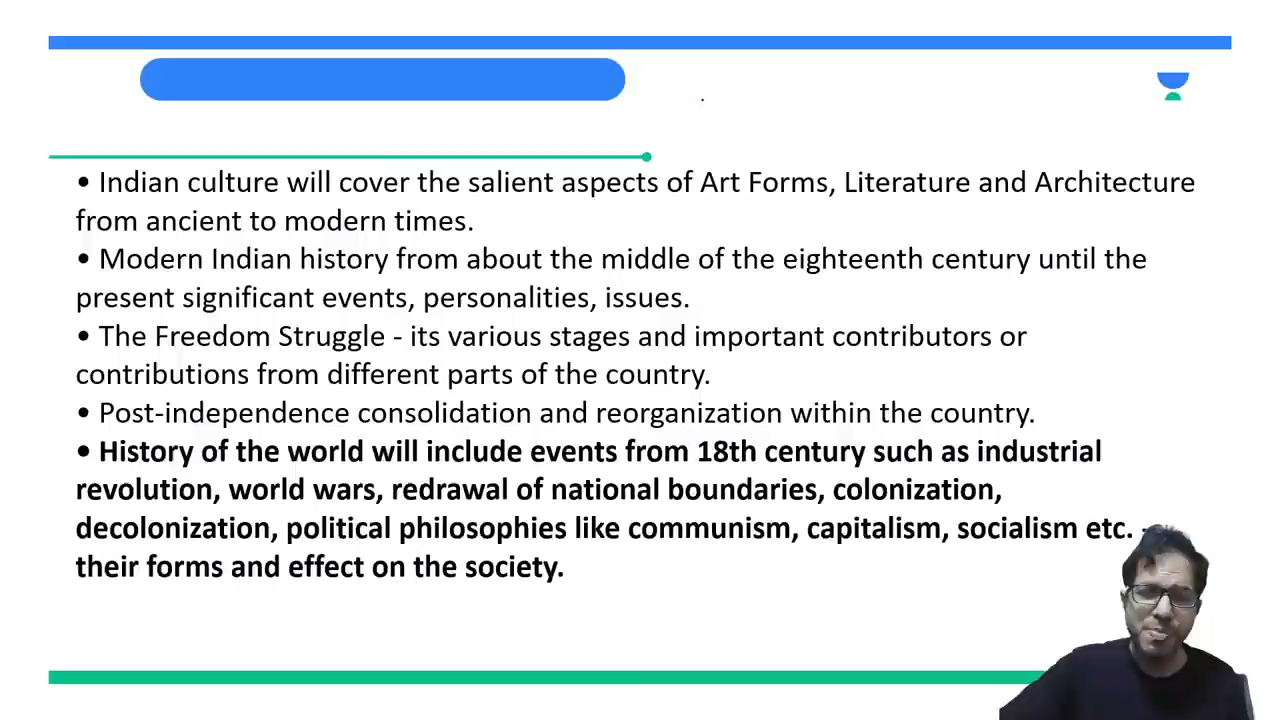 • Indian culture will cover the salient aspects of Art Forms, Literature and Architecture
from ancient to modern times.
• Modern Indian history from about the middle of the eighteenth century until the
present significant events, personalities, issues.
• The Freedom Struggle - its various stages and important contributors or
contributions from different parts of the country.
• Post-independence consolidation and reorganization within the country.
• History of the world will include events from 18th century such as industrial
revolution, world wars, redrawal of national boundaries, colonization,
decolonization, political philosophies like communism, capitalism, socialism etc. -
their forms and effect on the society.